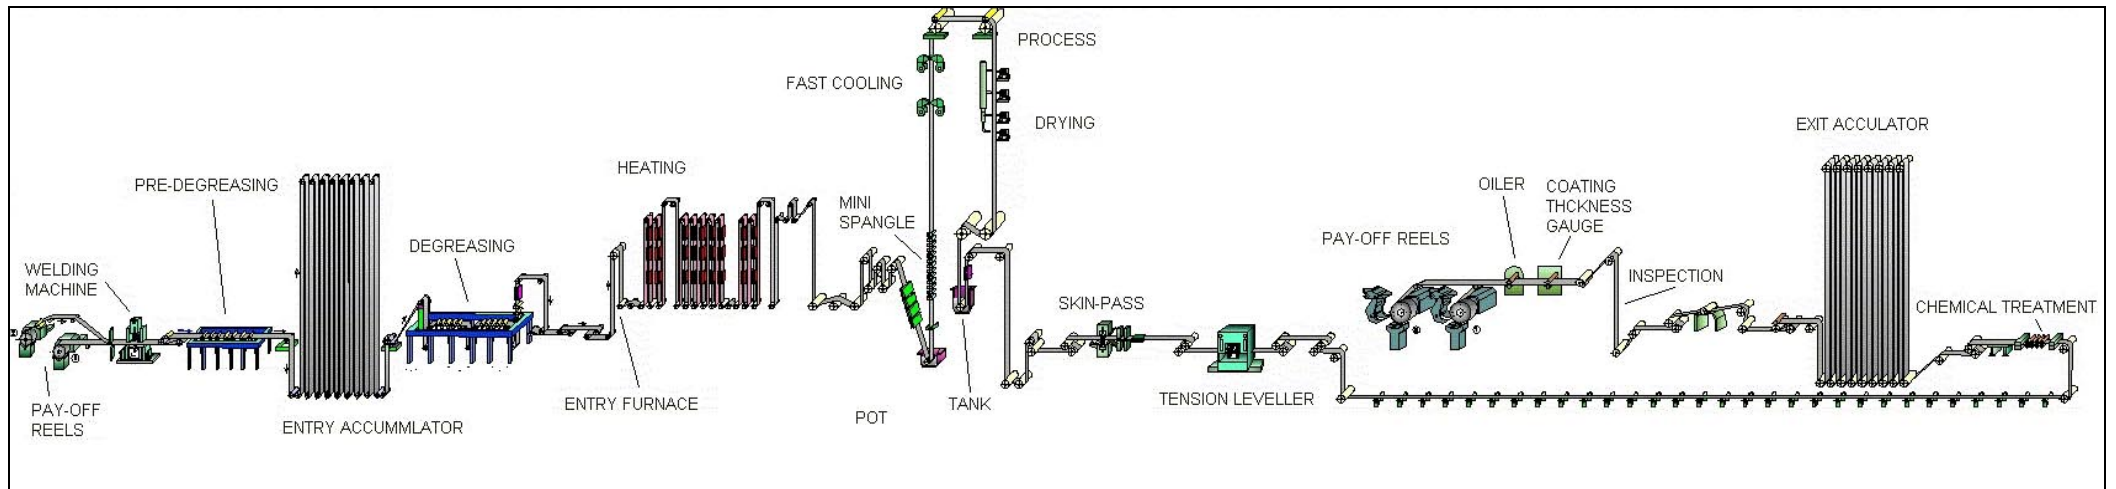 PROCESS
FAST COOLING
DRYING
EXIT ACCULATOR
HEATING
PRE-DEGREASING
OILER
COATING
THCKNESS
GAUGE
MINI
SPANGLE
PAY-OFF REELS
DEGREASING
WELDING
MACHINE
INSPECTION
SKIN-PASS
CHEMICAL TREATMENT
PAY-OFF
REELS
ENTRY ACCUMMLATOR
ENTRY FURNACE
POT
TANK
TENSION LEVELLER